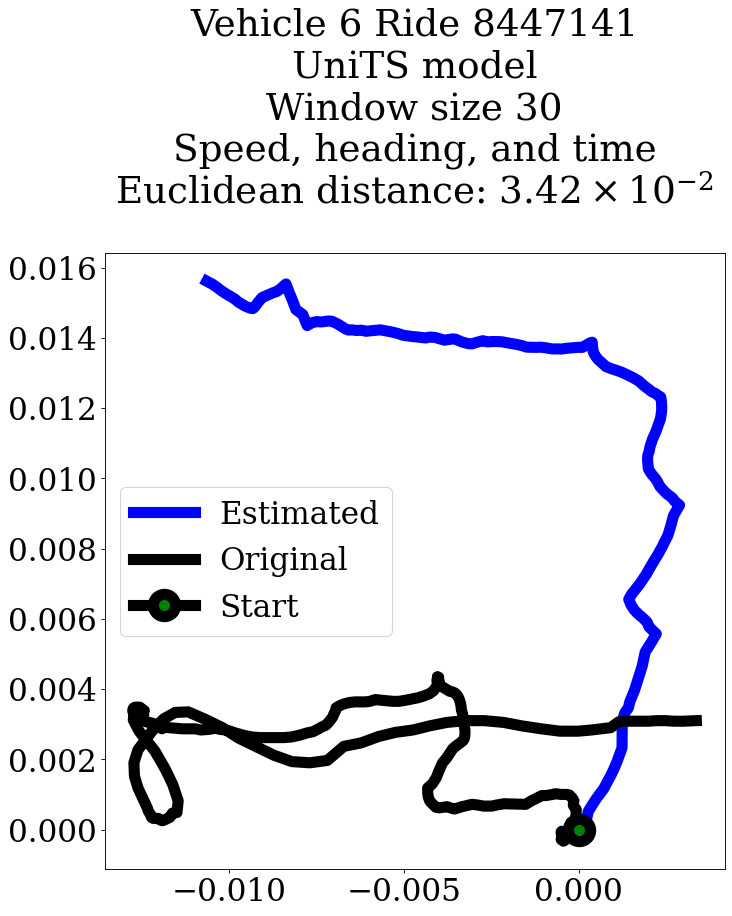 Vehicle 6 Ride 8447141
UniTS model
Window size 30
Speed, heading, and time
Euclidean distance: 3.42 × 10⁻²
0.016
0.014
0.012
0.010
0.008
0.006
0.004
0.002
0.000
Estimated
Original
Start
−0.010
−0.005
0.000